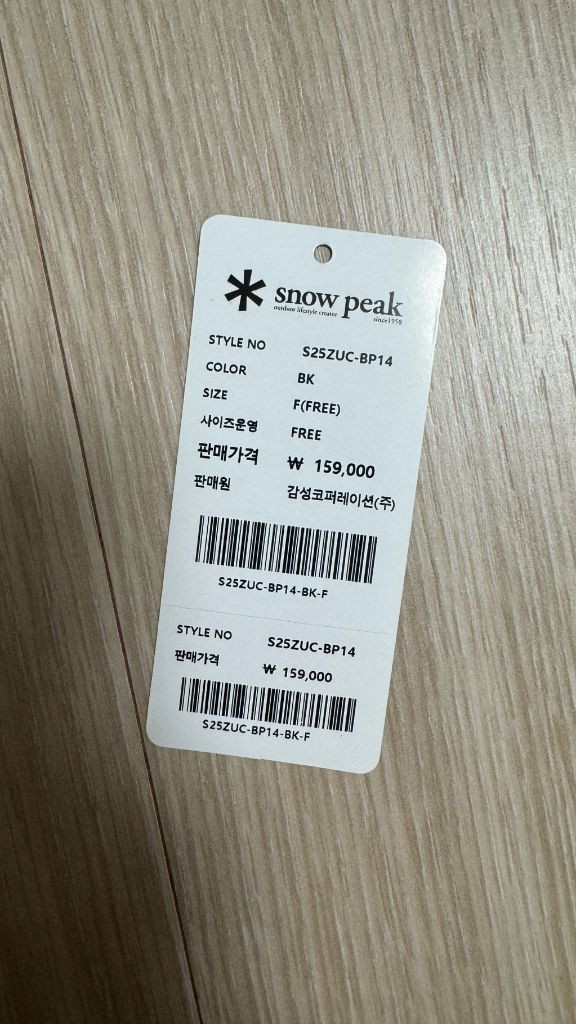 snow peak
outdoor lifestyle creator since1958
STYLE NO S25ZUC-BP14
COLOR BK
SIZE F(FREE)
사이즈운영 FREE
판매가격 ₩ 159,000
판매원 감성코퍼레이션(주)
S25ZUC-BP14-BK-F
STYLE NO S25ZUC-BP14
판매가격 ₩ 159,000
S25ZUC-BP14-BK-F